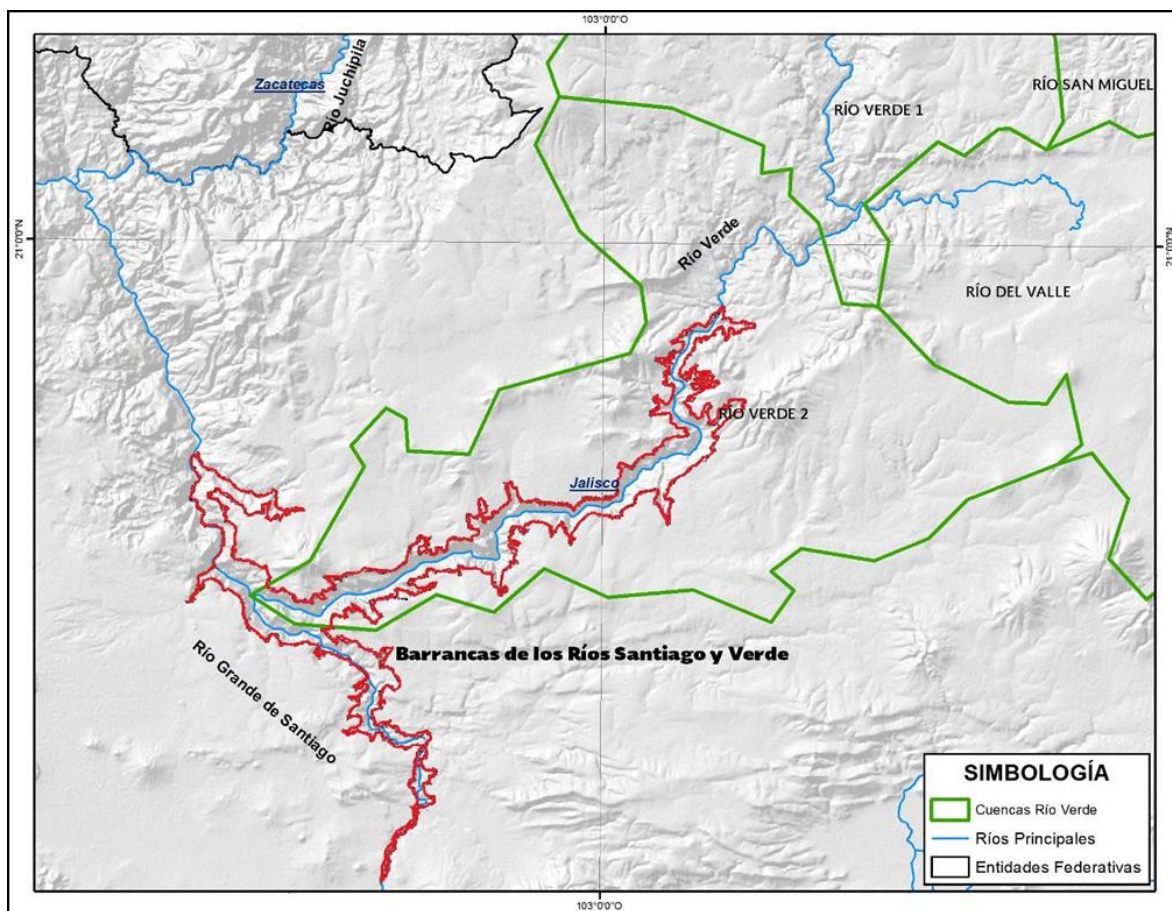 103°0'0"O
Zacatecas
Río Juchipila
RÍO VERDE 1
RÍO SAN MIGUEL
21°0'0"N
21°0'0"N
Río Verde
RÍO DEL VALLE
RÍO VERDE 2
Jalisco
Barrancas de los Ríos Santiago y Verde
Río Grande de Santiago
SIMBOLOGÍA
Cuencas Río Verde
Ríos Principales
Entidades Federativas
103°0'0"O